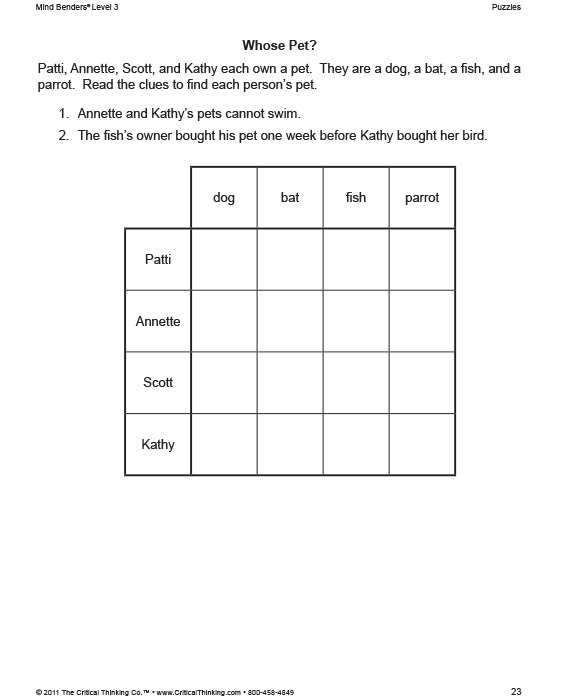 Mind Benders® Level 3
Puzzles
Whose Pet?
Patti, Annette, Scott, and Kathy each own a pet. They are a dog, a bat, a fish, and a
parrot. Read the clues to find each person's pet.
1. Annette and Kathy's pets cannot swim.
2. The fish's owner bought his pet one week before Kathy bought her bird.
dog bat fish parrot
Patti
Annette
Scott
Kathy
© 2011 The Critical Thinking Co.™ • www.CriticalThinking.com • 800-458-4849
23